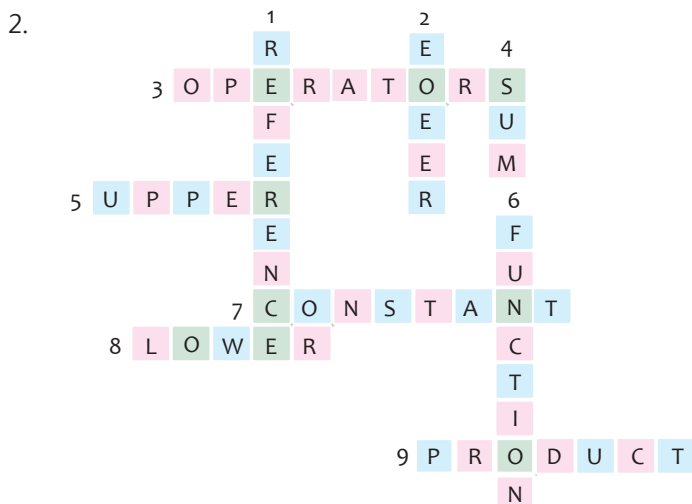 2.
1 2
R E 4
3 O P E R A T O R S
F E U
E E M
5 U P P E R R 6
E F
N U
7 C O N S T A N T
8 L O W E R C
T
I
9 P R O D U C T
N